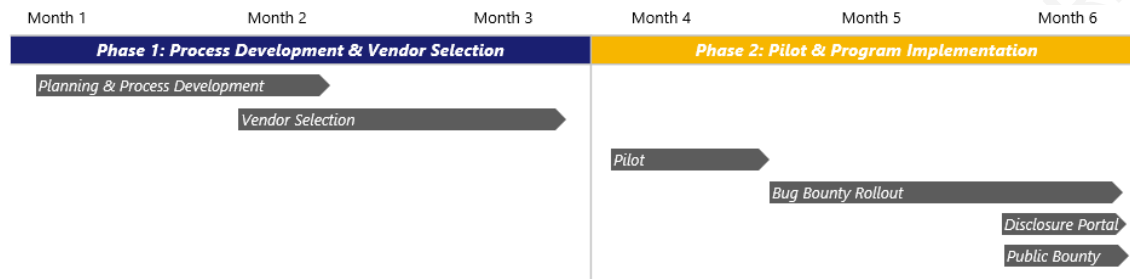 Month 1 Month 2 Month 3 Month 4 Month 5 Month 6
Phase 1: Process Development & Vendor Selection Phase 2: Pilot & Program Implementation
Planning & Process Development
Vendor Selection
Pilot
Bug Bounty Rollout
Disclosure Portal
Public Bounty